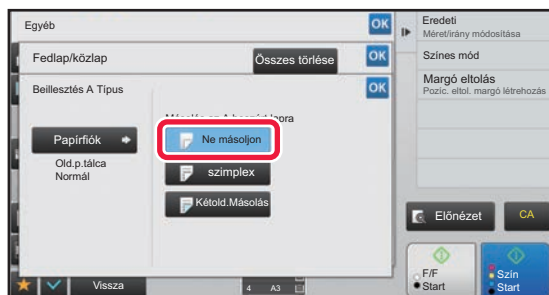 Egyéb
OK
Fedlap/közlap
Összes törlése
OK
Beillesztés A Típus
OK
Papírfiók
Old.p.tálca
Normál
Ne másoljon
szimplex
Kétold.Másolás
Vissza
4 A3
Eredeti
Méret/irány módosítása
Színes mód
Margó eltolás
Pozíc. eltol. margó létrehozás
Előnézet
CA
F/F
Start
Szín
Start